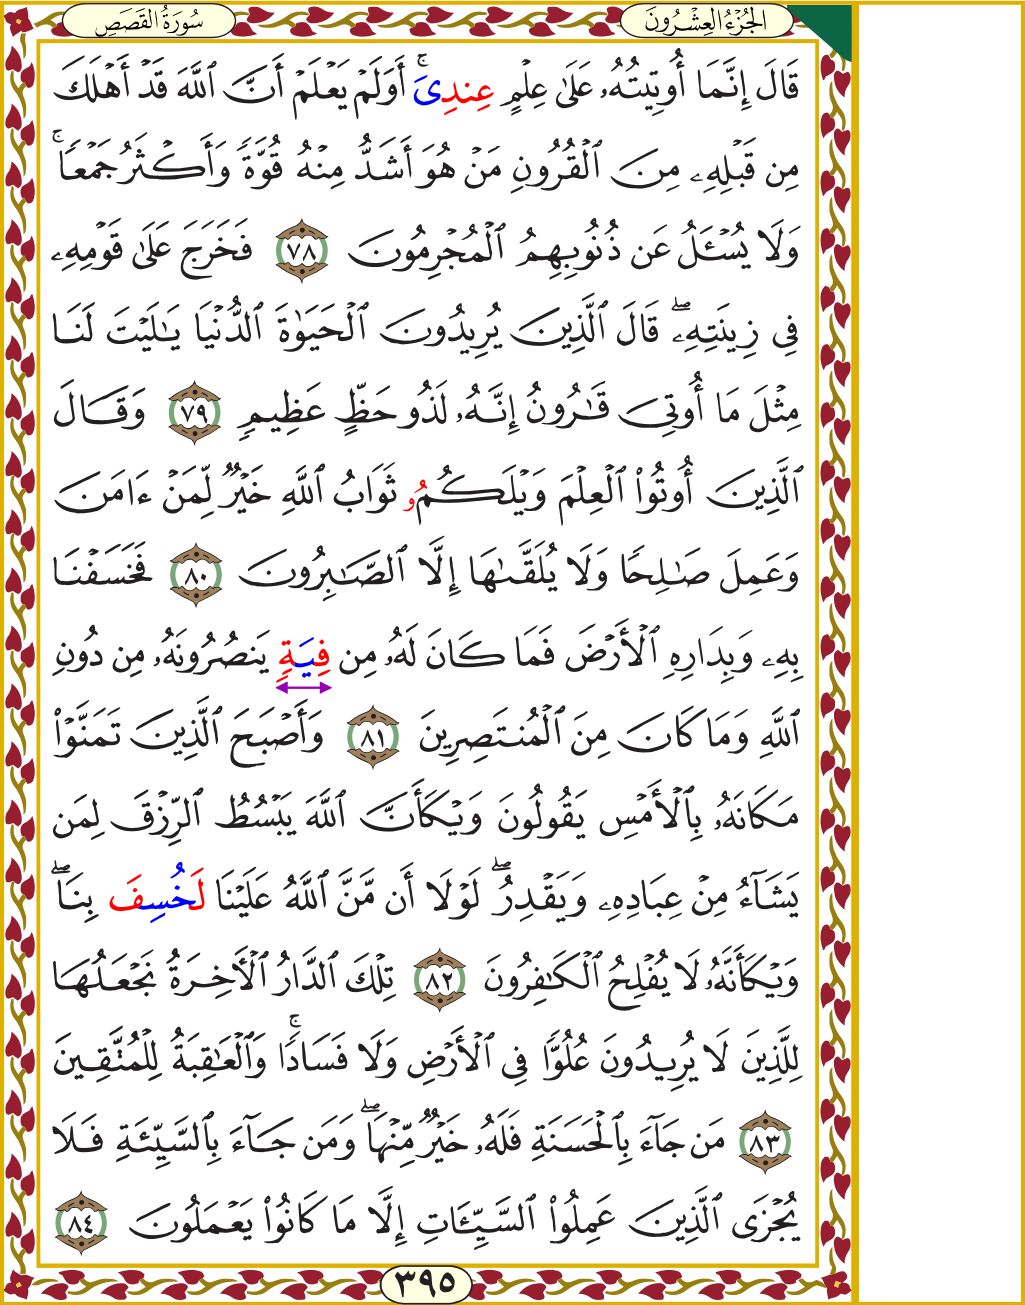 الجُزْءُ العِشْرُونَ
سُورَةُ القَصَصِ
قَالَ إِنَّمَا أُوتِيتُهُۥ عَلَىٰ عِلْمٍ عِندِىَۚ أَوَلَمْ يَعْلَمْ أَنَّ ٱللَّهَ قَدْ أَهْلَكَ
مِن قَبْلِهِۦ مِنَ ٱلْقُرُونِ مَنْ هُوَ أَشَدُّ مِنْهُ قُوَّةً وَأَكْثَرُ جَمْعًاۚ
وَلَا يُسْـَٔلُ عَن ذُنُوبِهِمُ ٱلْمُجْرِمُونَ ٧٨ فَخَرَجَ عَلَىٰ قَوْمِهِۦ
فِى زِينَتِهِۦۖ قَالَ ٱلَّذِينَ يُرِيدُونَ ٱلْحَيَوٰةَ ٱلدُّنْيَا يَـٰلَيْتَ لَنَا
مِثْلَ مَا أُوتِىَ قَـٰرُونُ إِنَّهُۥ لَذُو حَظٍّ عَظِيمٍ ٧٩ وَقَالَ
ٱلَّذِينَ أُوتُوا۟ ٱلْعِلْمَ وَيْلَكُمُۥ ثَوَابُ ٱللَّهِ خَيْرٌ لِّمَنْ ءَامَنَ
وَعَمِلَ صَـٰلِحًا وَلَا يُلَقَّىٰهَا إِلَّا ٱلصَّـٰبِرُونَ ٨٠ فَخَسَفْنَا
بِهِۦ وَبِدَارِهِ ٱلْأَرْضَ فَمَا كَانَ لَهُۥ مِن فِيَةٍ يَنصُرُونَهُۥ مِن دُونِ
ٱللَّهِ وَمَا كَانَ مِنَ ٱلْمُنتَصِرِينَ ٨١ وَأَصْبَحَ ٱلَّذِينَ تَمَنَّوْا۟
مَكَانَهُۥ بِٱلْأَمْسِ يَقُولُونَ وَيْكَأَنَّ ٱللَّهَ يَبْسُطُ ٱلرِّزْقَ لِمَن
يَشَآءُ مِنْ عِبَادِهِۦ وَيَقْدِرُۖ لَوْلَا أَن مَّنَّ ٱللَّهُ عَلَيْنَا لَخُسِفَ بِنَاۖ
وَيْكَأَنَّهُۥ لَا يُفْلِحُ ٱلْكَـٰفِرُونَ ٨٢ تِلْكَ ٱلدَّارُ ٱلْأَخِرَةُ نَجْعَلُهَا
لِلَّذِينَ لَا يُرِيدُونَ عُلُوًّا فِى ٱلْأَرْضِ وَلَا فَسَادًاۚ وَٱلْعَـٰقِبَةُ لِلْمُتَّقِينَ
٨٣ مَن جَآءَ بِٱلْحَسَنَةِ فَلَهُۥ خَيْرٌ مِّنْهَاۖ وَمَن جَآءَ بِٱلسَّيِّئَةِ فَلَا
يُجْزَى ٱلَّذِينَ عَمِلُوا۟ ٱلسَّيِّـَٔاتِ إِلَّا مَا كَانُوا۟ يَعْمَلُونَ ٨٤
٣٩٥